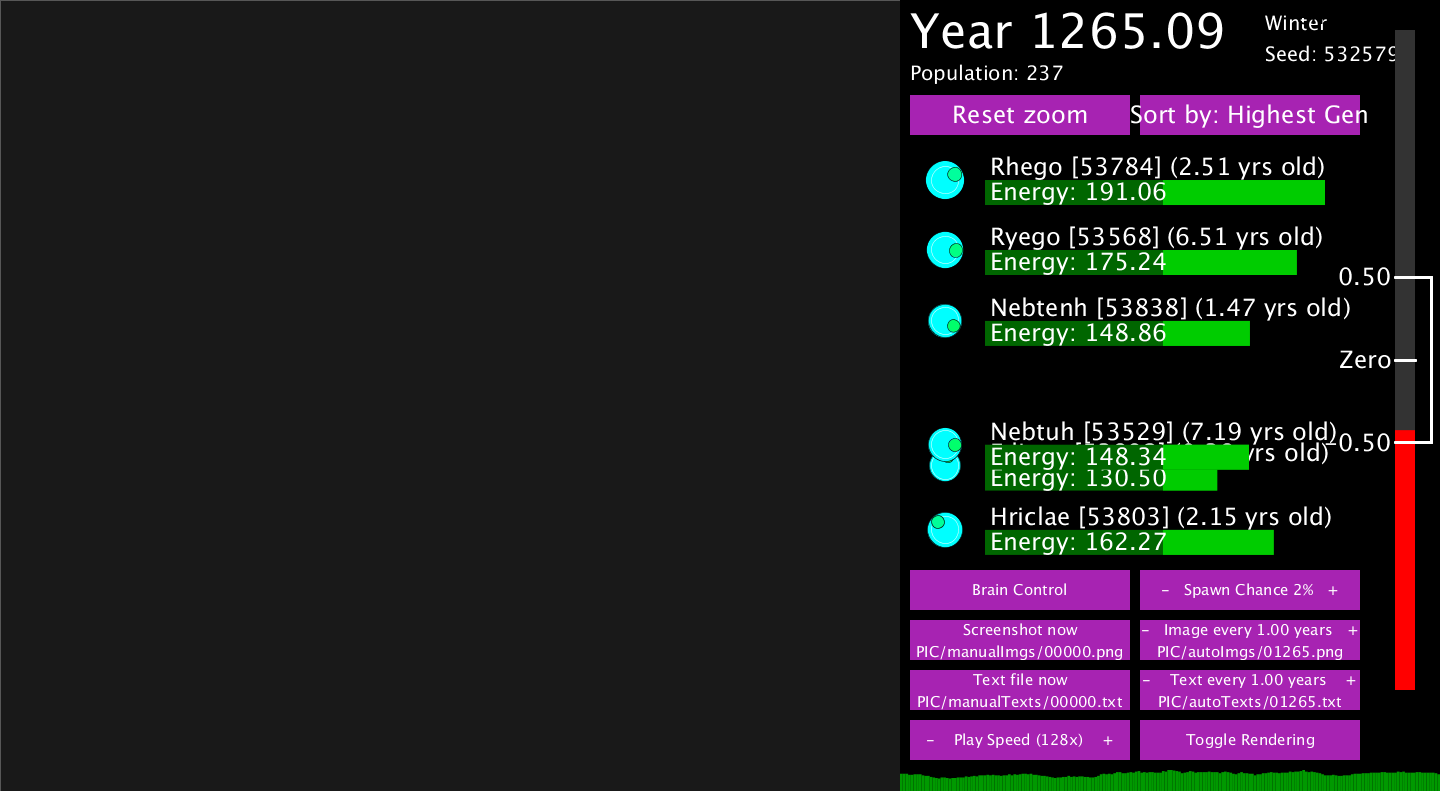 Year 1265.09
Winter
Seed: 532579
Population: 237
Reset zoom
Sort by: Highest Gen
Rhego [53784] (2.51 yrs old)
Energy: 191.06
Ryego [53568] (6.51 yrs old)
Energy: 175.24
0.50
Nebtenh [53838] (1.47 yrs old)
Energy: 148.86
Zero
Nebtuh [53529] (7.19 yrs old)
-0.50
yrs old)
Energy: 148.34
Energy: 130.50
Hriclae [53803] (2.15 yrs old)
Energy: 162.27
Brain Control
- Spawn Chance 2% +
Screenshot now
PIC/manualImgs/00000.png
- Image every 1.00 years +
PIC/autoImgs/01265.png
Text file now
PIC/manualTexts/00000.txt
- Text every 1.00 years +
PIC/autoTexts/01265.txt
- Play Speed (128x) +
Toggle Rendering